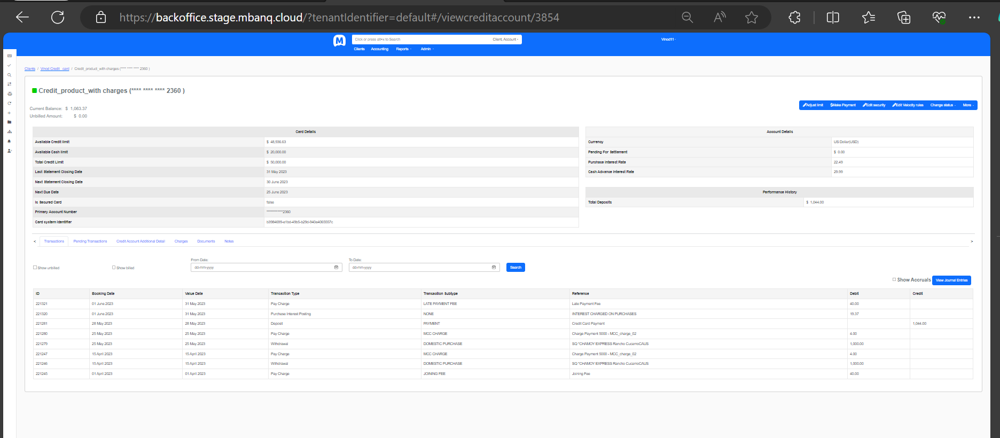 https://backoffice.stage.mbanq.cloud/?tenantIdentifier=default#/viewcreditaccount/3854
M
Click or press alt+x to Search Client, Account
Vinod11
Clients Accounting Reports Admin
Clients / Vinod Credit_card / Credit_product_with charges (**** **** **** 2360 )
Credit_product_with charges (**** **** **** 2360 )
Current Balance: $ 1,063.37
Unbilled Amount: $ 0.00
Adjust limit $Make Payment Edit security Edit Velocity rules Change status More
Card Details
Available Credit limit $ 48,936.63
Available Cash limit $ 20,000.00
Total Credit Limit $ 50,000.00
Last Statement Closing Date 31 May 2023
Next Statement Closing Date 30 June 2023
Next Due Date 25 June 2023
Is Secured Card false
Primary Account Number ************2360
Card system Identifier b3984699-e1bd-49b5-b29d-940e4065557c
Account Details
Currency US Dollar(USD)
Pending For Settlement $ 0.00
Purchase Interest Rate 22.49
Cash Advance Interest Rate 29.99
Performance History
Total Deposits $ 1,044.00
< Transactions Pending Transactions Credit Account Additional Detail Charges Documents Notes >
From Date: To Date:
Show unbilled Show billed dd-mm-yyyy dd-mm-yyyy Search
Show Accruals View Journal Entries
ID Booking Date Value Date Transaction Type Transaction Subtype Reference Debit Credit
221321 01 June 2023 31 May 2023 Pay Charge LATE PAYMENT FEE Late Payment Fee 40.00
221320 01 June 2023 31 May 2023 Purchase Interest Posting NONE INTEREST CHARGED ON PURCHASES 19.37
221281 28 May 2023 28 May 2023 Deposit PAYMENT Credit Card Payment 1,044.00
221280 25 May 2023 25 May 2023 Pay Charge MCC CHARGE Charge Payment 5000 - MCC_charge_02 4.00
221279 25 May 2023 25 May 2023 Withdrawal DOMESTIC PURCHASE SQ *CHAMOY EXPRESS Rancho CucamoCAUS 1,000.00
221247 15 April 2023 15 April 2023 Pay Charge MCC CHARGE Charge Payment 5000 - MCC_charge_02 4.00
221246 15 April 2023 15 April 2023 Withdrawal DOMESTIC PURCHASE SQ *CHAMOY EXPRESS Rancho CucamoCAUS 1,000.00
221245 01 April 2023 01 April 2023 Pay Charge JOINING FEE Joining Fee 40.00